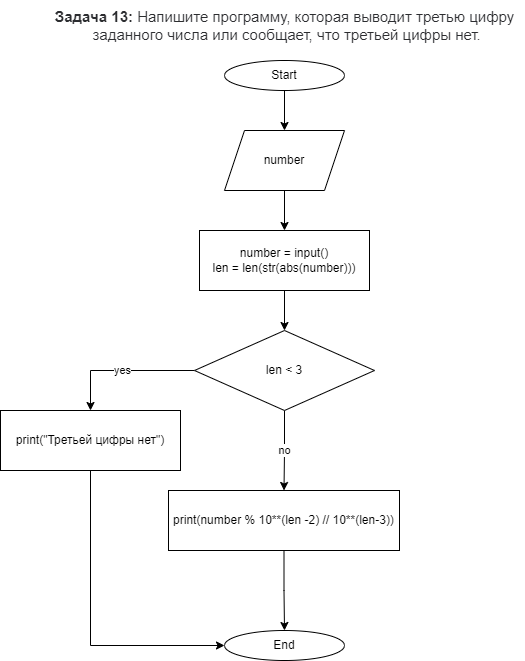 Задача 13: Напишите программу, которая выводит третью цифру
заданного числа или сообщает, что третьей цифры нет.
Start
number
number = input()
len = len(str(abs(number)))
len < 3
yes
print("Третьей цифры нет")
no
print(number % 10**(len -2) // 10**(len-3))
End